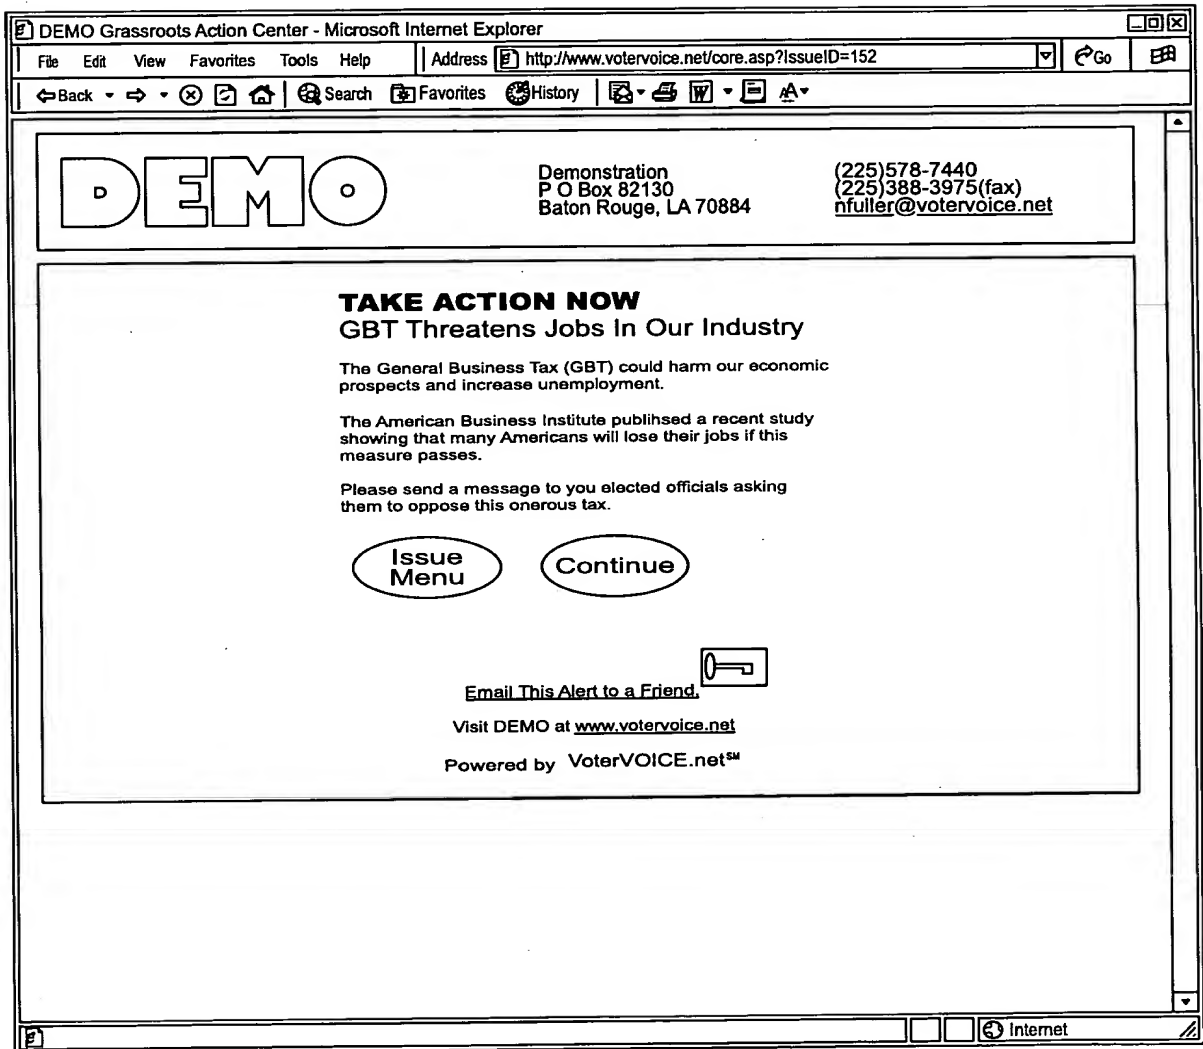 DEMO Grassroots Action Center - Microsoft Internet Explorer
File Edit View Favorites Tools Help Address http://www.votervoice.net/core.asp?IssueID=152 Go
Back Search Favorites History
DEMO
Demonstration
P O Box 82130
Baton Rouge, LA 70884
(225)578-7440
(225)388-3975(fax)
nfuller@votervoice.net
TAKE ACTION NOW
GBT Threatens Jobs In Our Industry
The General Business Tax (GBT) could harm our economic
prospects and increase unemployment.
The American Business Institute publihsed a recent study
showing that many Americans will lose their jobs if this
measure passes.
Please send a message to you elected officials asking
them to oppose this onerous tax.
Issue
Menu
Continue
Email This Alert to a Friend.
Visit DEMO at www.votervoice.net
Powered by VoterVOICE.net℠
Internet